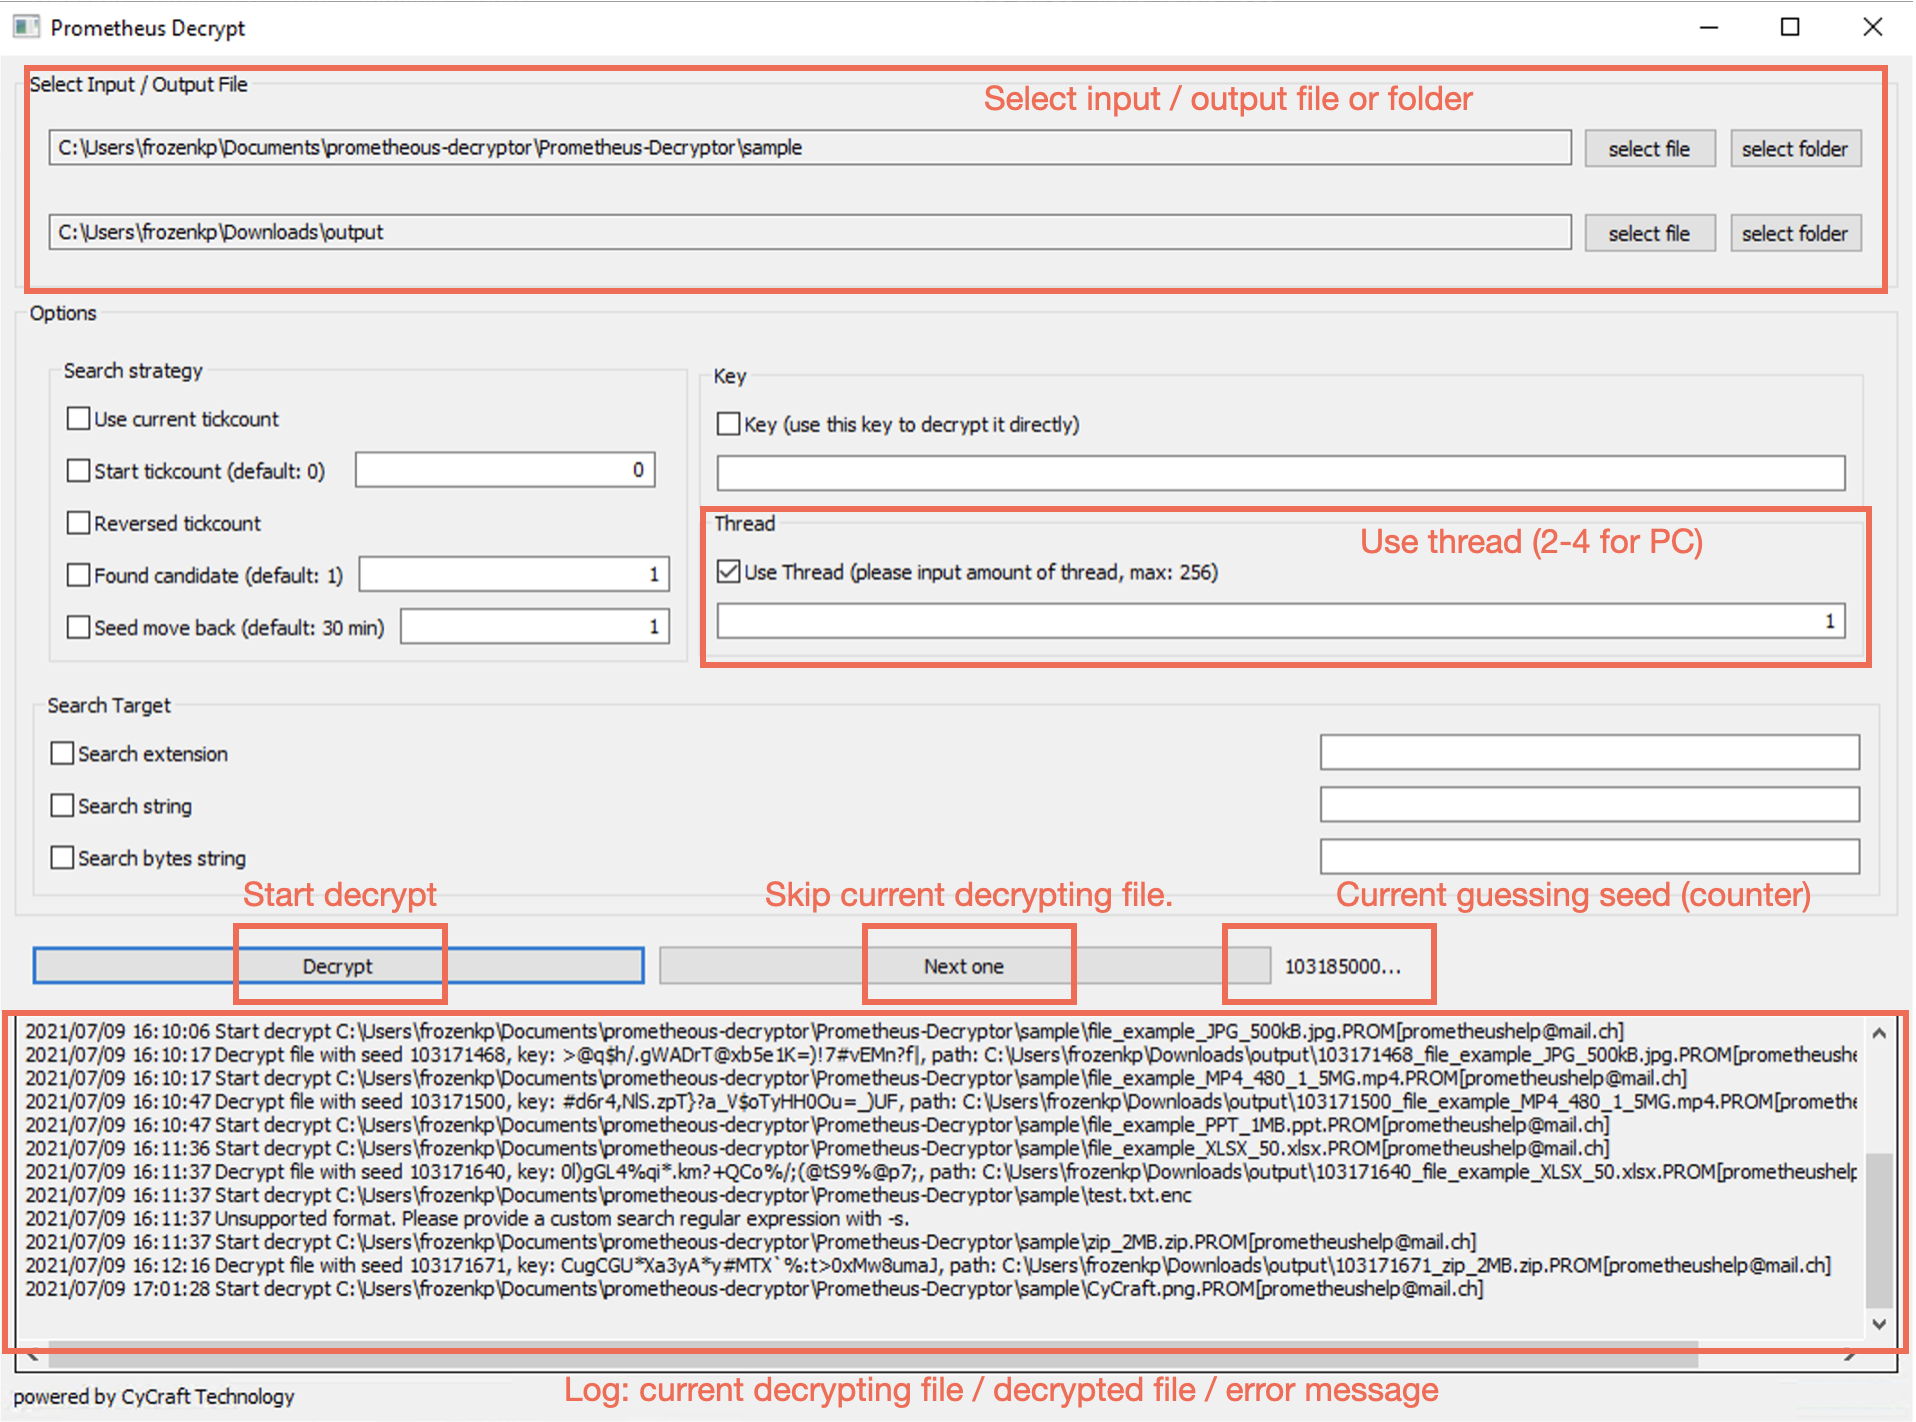 Prometheus Decrypt
Select Input / Output File
Select input / output file or folder
C:\Users\frozenkp\Documents\prometheous-decryptor\Prometheus-Decryptor\sample
select file
select folder
C:\Users\frozenkp\Downloads\output
select file
select folder
Options
Search strategy
Use current tickcount
Start tickcount (default: 0)
0
Reversed tickcount
Found candidate (default: 1)
1
Seed move back (default: 30 min)
1
Key
Key (use this key to decrypt it directly)
Thread
Use thread (2-4 for PC)
Use Thread (please input amount of thread, max: 256)
1
Search Target
Search extension
Search string
Search bytes string
Start decrypt
Skip current decrypting file.
Current guessing seed (counter)
Decrypt
Next one
103185000...
2021/07/09 16:10:06 Start decrypt C:\Users\frozenkp\Documents\prometheous-decryptor\Prometheus-Decryptor\sample\file_example_JPG_500kB.jpg.PROM[prometheushelp@mail.ch]
2021/07/09 16:10:17 Decrypt file with seed 103171468, key: >@q$h/.gWADrT@xb5e1K=)!7#vEMn?f|, path: C:\Users\frozenkp\Downloads\output\103171468_file_example_JPG_500kB.jpg.PROM[prometheushe
2021/07/09 16:10:17 Start decrypt C:\Users\frozenkp\Documents\prometheous-decryptor\Prometheus-Decryptor\sample\file_example_MP4_480_1_5MG.mp4.PROM[prometheushelp@mail.ch]
2021/07/09 16:10:47 Decrypt file with seed 103171500, key: #d6r4,NlS.zpT}?a_V$oTyHH0Ou=_)UF, path: C:\Users\frozenkp\Downloads\output\103171500_file_example_MP4_480_1_5MG.mp4.PROM[promethe
2021/07/09 16:10:47 Start decrypt C:\Users\frozenkp\Documents\prometheous-decryptor\Prometheus-Decryptor\sample\file_example_PPT_1MB.ppt.PROM[prometheushelp@mail.ch]
2021/07/09 16:11:36 Start decrypt C:\Users\frozenkp\Documents\prometheous-decryptor\Prometheus-Decryptor\sample\file_example_XLSX_50.xlsx.PROM[prometheushelp@mail.ch]
2021/07/09 16:11:37 Decrypt file with seed 103171640, key: 0l)gGL4%qi*.km?+QCo%/;(@tS9%@p7;, path: C:\Users\frozenkp\Downloads\output\103171640_file_example_XLSX_50.xlsx.PROM[prometheushelp
2021/07/09 16:11:37 Start decrypt C:\Users\frozenkp\Documents\prometheous-decryptor\Prometheus-Decryptor\sample\test.txt.enc
2021/07/09 16:11:37 Unsupported format. Please provide a custom search regular expression with -s.
2021/07/09 16:11:37 Start decrypt C:\Users\frozenkp\Documents\prometheous-decryptor\Prometheus-Decryptor\sample\zip_2MB.zip.PROM[prometheushelp@mail.ch]
2021/07/09 16:12:16 Decrypt file with seed 103171671, key: CugCGU*Xa3yA*y#MTX`%:t>0xMw8umaJ, path: C:\Users\frozenkp\Downloads\output\103171671_zip_2MB.zip.PROM[prometheushelp@mail.ch]
2021/07/09 17:01:28 Start decrypt C:\Users\frozenkp\Documents\prometheous-decryptor\Prometheus-Decryptor\sample\CyCraft.png.PROM[prometheushelp@mail.ch]
powered by CyCraft Technology
Log: current decrypting file / decrypted file / error message